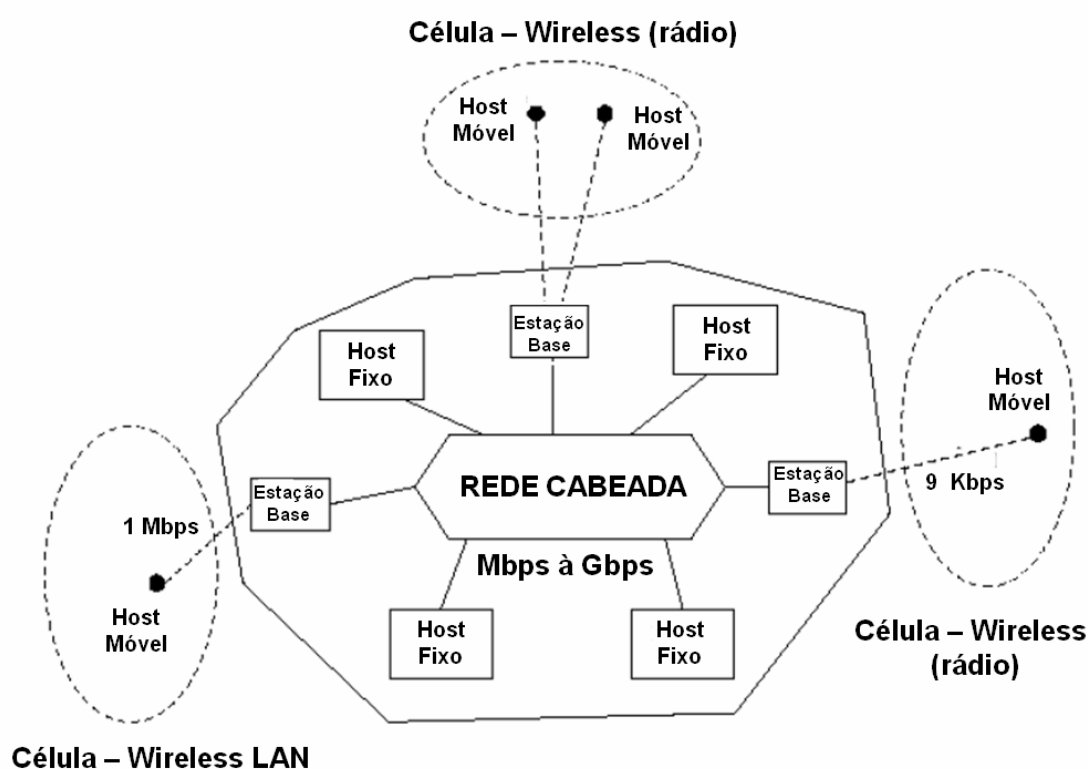 Célula – Wireless (rádio)
Host
Móvel
Host
Móvel
Estação
Base
Host
Fixo
Host
Fixo
Host
Móvel
REDE CABEADA
Estação
Base
Estação
Base
9 Kbps
1 Mbps
Mbps à Gbps
Host
Móvel
Host
Fixo
Host
Fixo
Célula – Wireless
(rádio)
Célula – Wireless LAN